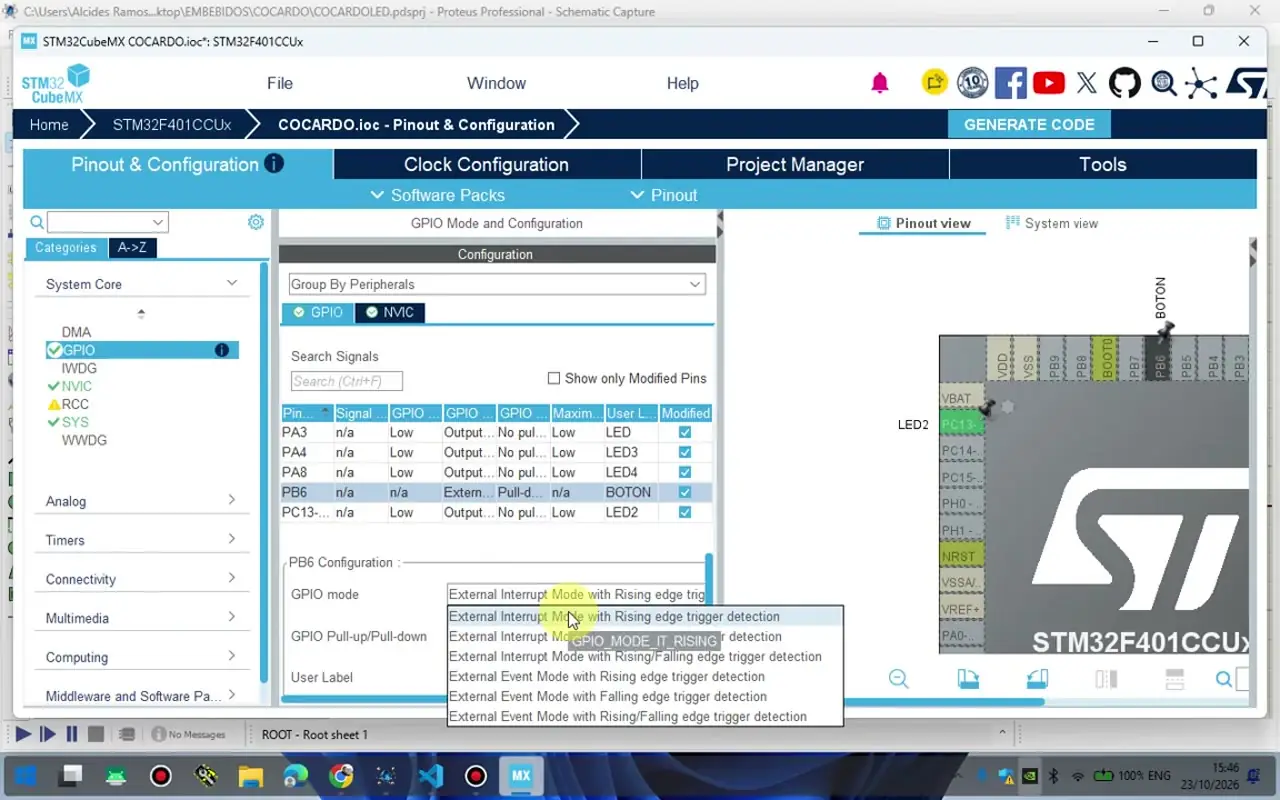 C:\Users\Alcides Ramos...ktop\EMBEBIDOS\COCARDO\COCARDOLED.pdsprj - Proteus Professional - Schematic Capture
MX STM32CubeMX COCARDO.ioc*: STM32F401CCUx
STM32
CubeMX
File Window Help
19
Home STM32F401CCUx COCARDO.ioc - Pinout & Configuration GENERATE CODE
Pinout & Configuration Clock Configuration Project Manager Tools
Software Packs Pinout
GPIO Mode and Configuration
Pinout view System view
Categories A->Z
Configuration
System Core
Group By Peripherals
GPIO NVIC
DMA
GPIO
IWDG
NVIC
RCC
SYS
WWDG
Analog
Timers
Connectivity
Multimedia
Computing
Middleware and Software Pa...
Search Signals
Search (Ctrl+F) Show only Modified Pins
Pin... Signal ... GPIO ... GPIO ... GPIO ... Maxim... User L... Modified
PA3 n/a Low Output... No pul... Low LED
PA4 n/a Low Output... No pul... Low LED3
PA8 n/a Low Output... No pul... Low LED4
PB6 n/a n/a Extern... Pull-d... n/a BOTON
PC13-... n/a Low Output... No pul... Low LED2
PB6 Configuration :
GPIO mode External Interrupt Mode with Rising edge trig
External Interrupt Mode with Rising edge trigger detection
GPIO Pull-up/Pull-down External Interrupt Mo r detection
GPIO_MODE_IT_RISING
External Interrupt Mode with Rising/Falling edge trigger detection
User Label External Event Mode with Rising edge trigger detection
External Event Mode with Falling edge trigger detection
External Event Mode with Rising/Falling edge trigger detection
BOTON
VDD VSS PB9 PB8 BOOT0 PB7 PB6 PB5 PB4 PB3
VBAT
LED2 PC13-
PC14-..
PC15-..
PH0 -..
PH1 -..
NRST
VSSA/..
VREF+
PA0-..
STM32F401CCUx
No Messages ROOT - Root sheet 1
MX
100% ENG
15:46
23/10/2026